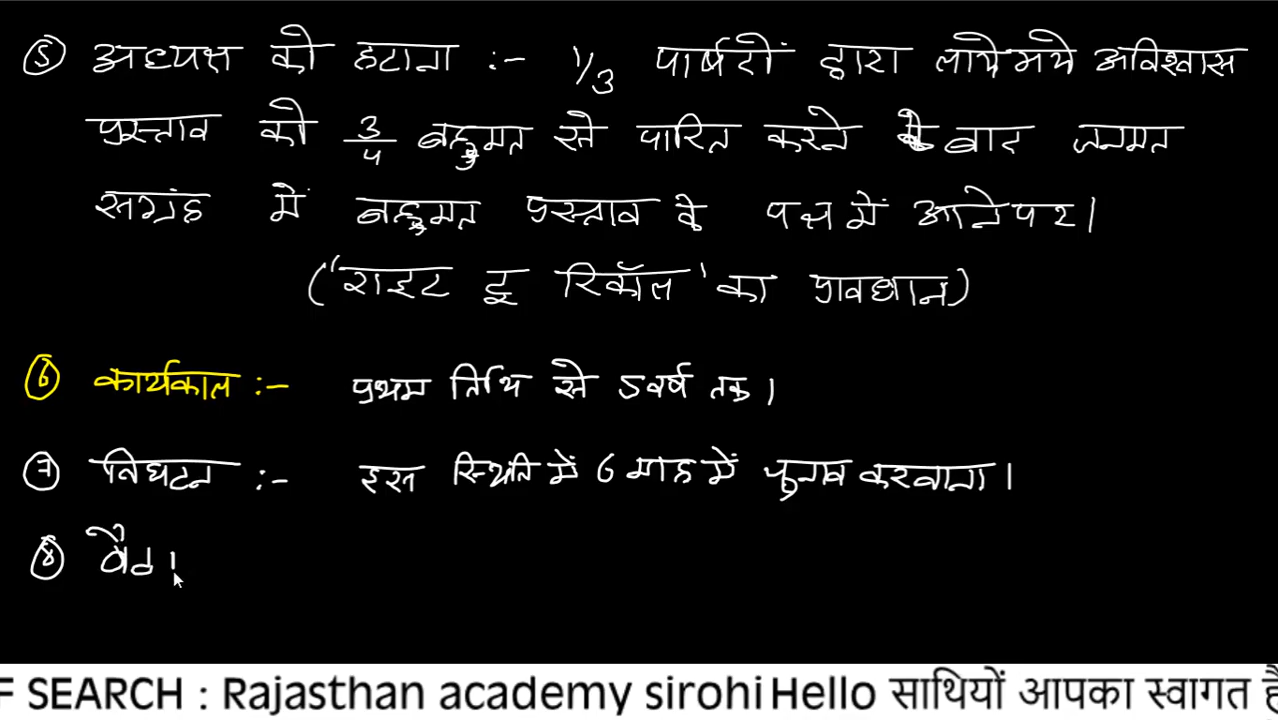 ⑤ अध्यक्ष को हटाना :- 1/3 पार्षदों द्वारा लाये गये अविश्वास
प्रस्ताव को 3/4 बहुमत से पारित करने के बाद जनमत
सग्रंह में बहुमत प्रस्ताव के पक्ष में आने पर।
('राइट टू रिकॉल' का प्रावधान)
⑥ कार्यकाल :- प्रथम तिथि से 5 वर्ष तक।
⑦ विघटन :- इस स्थिति में 6 माह में चुनाव करवाना।
⑧ बैठ
F SEARCH : Rajasthan academy sirohi Hello साथियों आपका स्वागत है